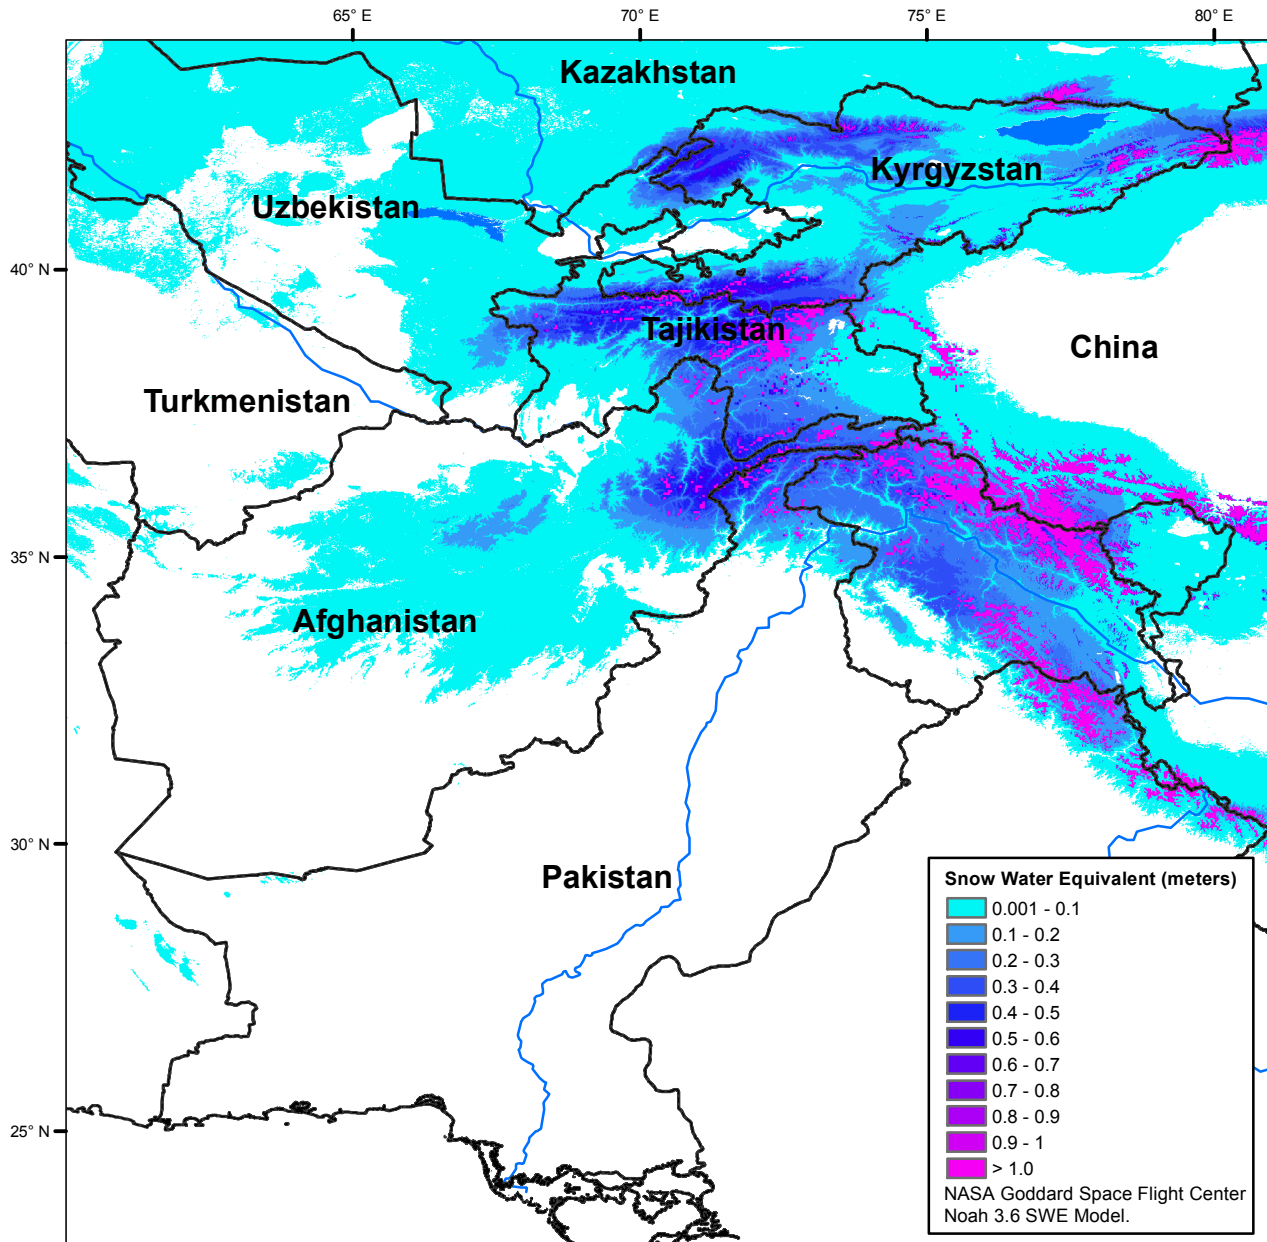 65° E
70° E
75° E
80° E
Kazakhstan
Kyrgyzstan
Uzbekistan
40° N
Tajikistan
China
Turkmenistan
35° N
Afghanistan
30° N
Pakistan
25° N
Snow Water Equivalent (meters)
0.001 - 0.1
0.1 - 0.2
0.2 - 0.3
0.3 - 0.4
0.4 - 0.5
0.5 - 0.6
0.6 - 0.7
0.7 - 0.8
0.8 - 0.9
0.9 - 1
> 1.0
NASA Goddard Space Flight Center
Noah 3.6 SWE Model.